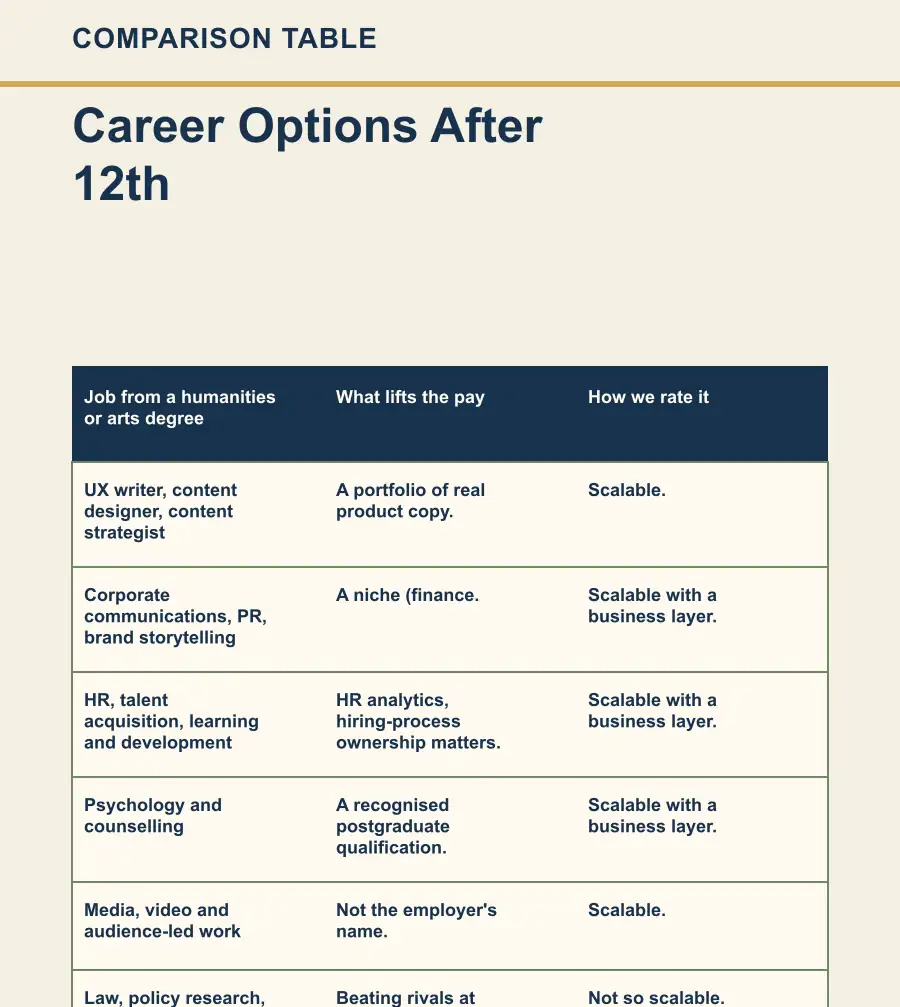 COMPARISON TABLE
Career Options After
12th
Job from a humanities
or arts degree
What lifts the pay
How we rate it
UX writer, content
designer, content
strategist
A portfolio of real
product copy.
Scalable.
Corporate
communications, PR,
brand storytelling
A niche (finance.
Scalable with a
business layer.
HR, talent
acquisition, learning
and development
HR analytics,
hiring-process
ownership matters.
Scalable with a
business layer.
Psychology and
counselling
A recognised
postgraduate
qualification.
Scalable with a
business layer.
Media, video and
audience-led work
Not the employer's
name.
Scalable.
Law, policy research,
Beating rivals at
Not so scalable.